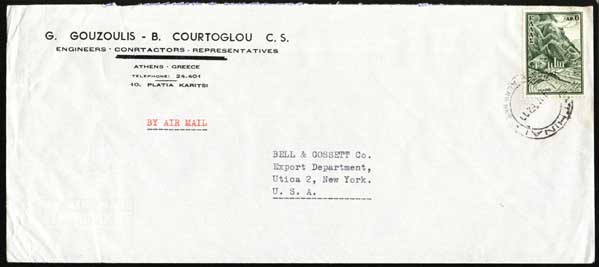 G. GOUZOULIS - B. COURTOGLOU C. S.
ENGINEERS - CONRTACTORS - REPRESENTATIVES
ATHENS - GREECE
TELEPHONE: 24.401
10, PLATIA KARITSI
BY AIR MAIL
BELL & GOSSETT Co.
Export Department,
Utica 2, New York.
U. S. A.